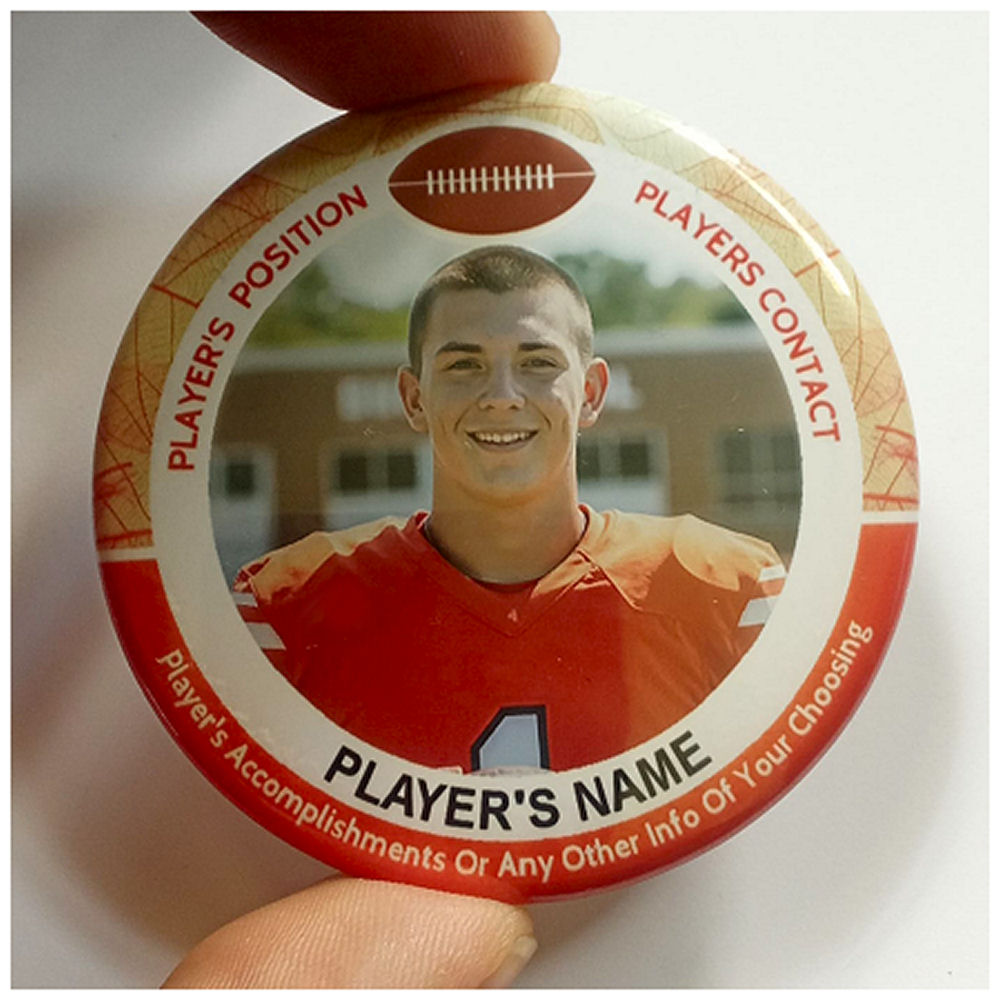 PLAYER'S POSITION
PLAYERS CONTACT
PLAYER'S NAME
Player's Accomplishments Or Any Other Info Of Your Choosing